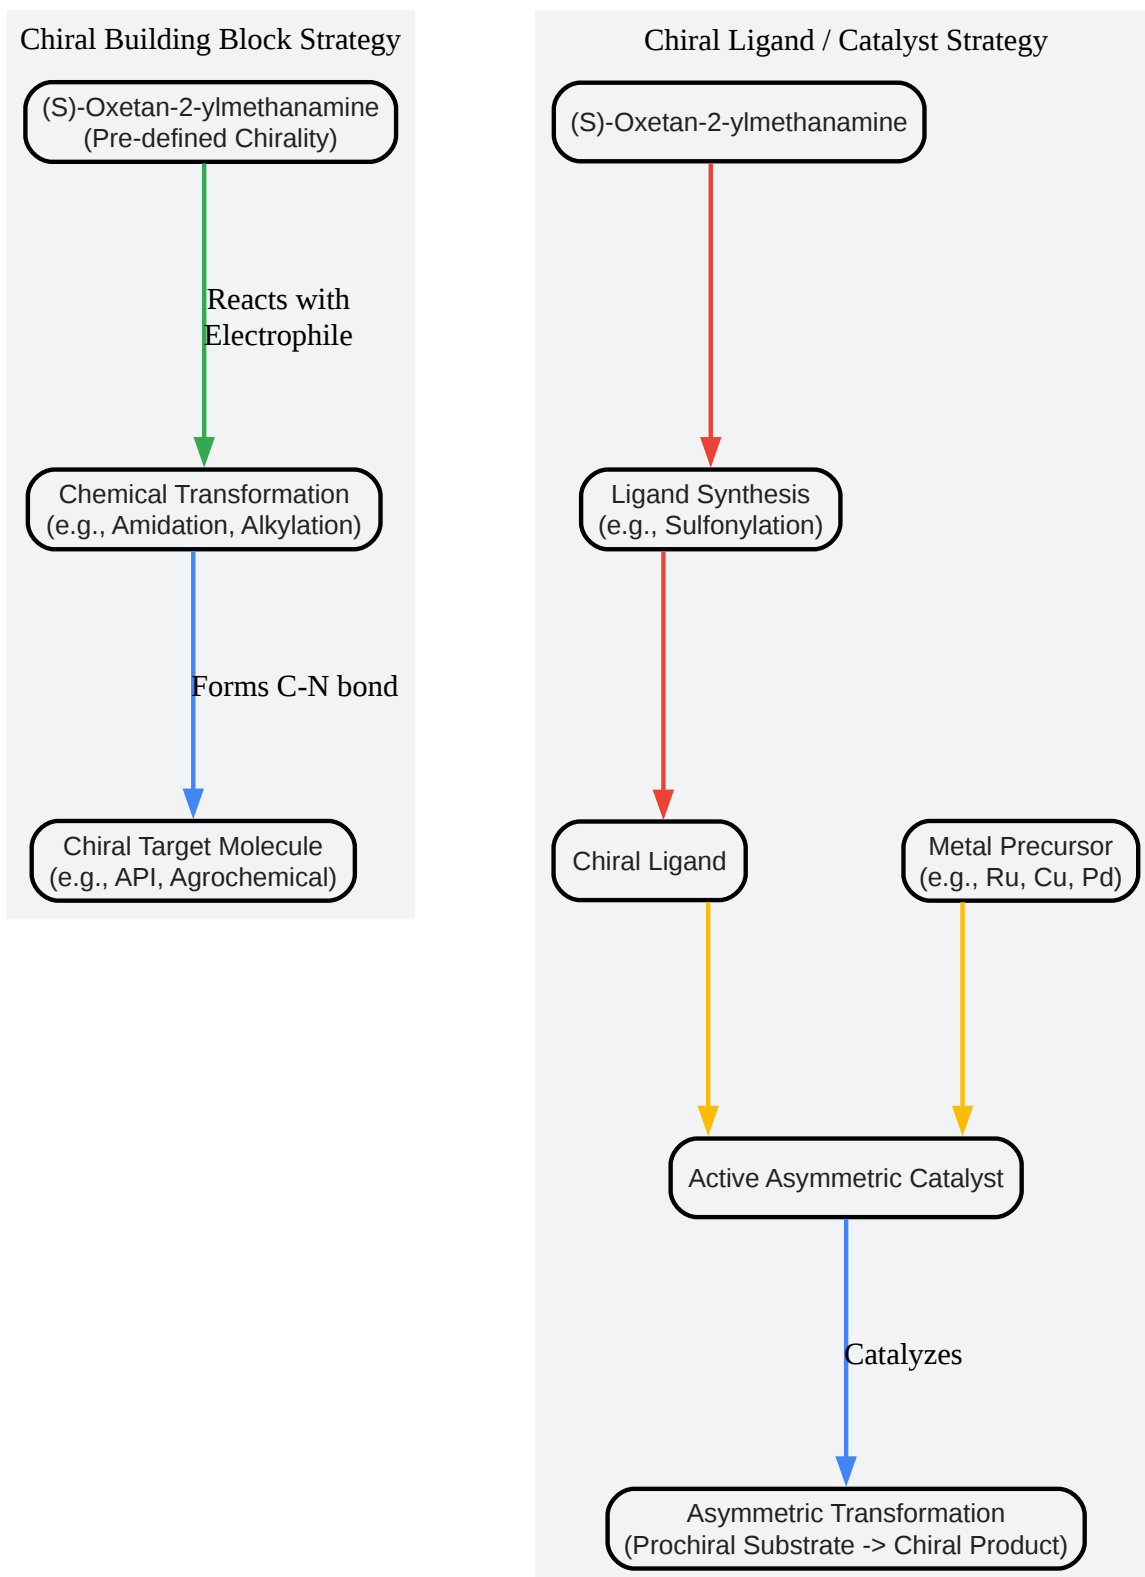 Chiral Building Block Strategy
(S)-Oxetan-2-ylmethanamine
(Pre-defined Chirality)
Reacts with
Electrophile
Chemical Transformation
(e.g., Amidation, Alkylation)
Forms C-N bond
Chiral Target Molecule
(e.g., API, Agrochemical)
Chiral Ligand / Catalyst Strategy
(S)-Oxetan-2-ylmethanamine
Ligand Synthesis
(e.g., Sulfonylation)
Chiral Ligand
Metal Precursor
(e.g., Ru, Cu, Pd)
Active Asymmetric Catalyst
Catalyzes
Asymmetric Transformation
(Prochiral Substrate -> Chiral Product)